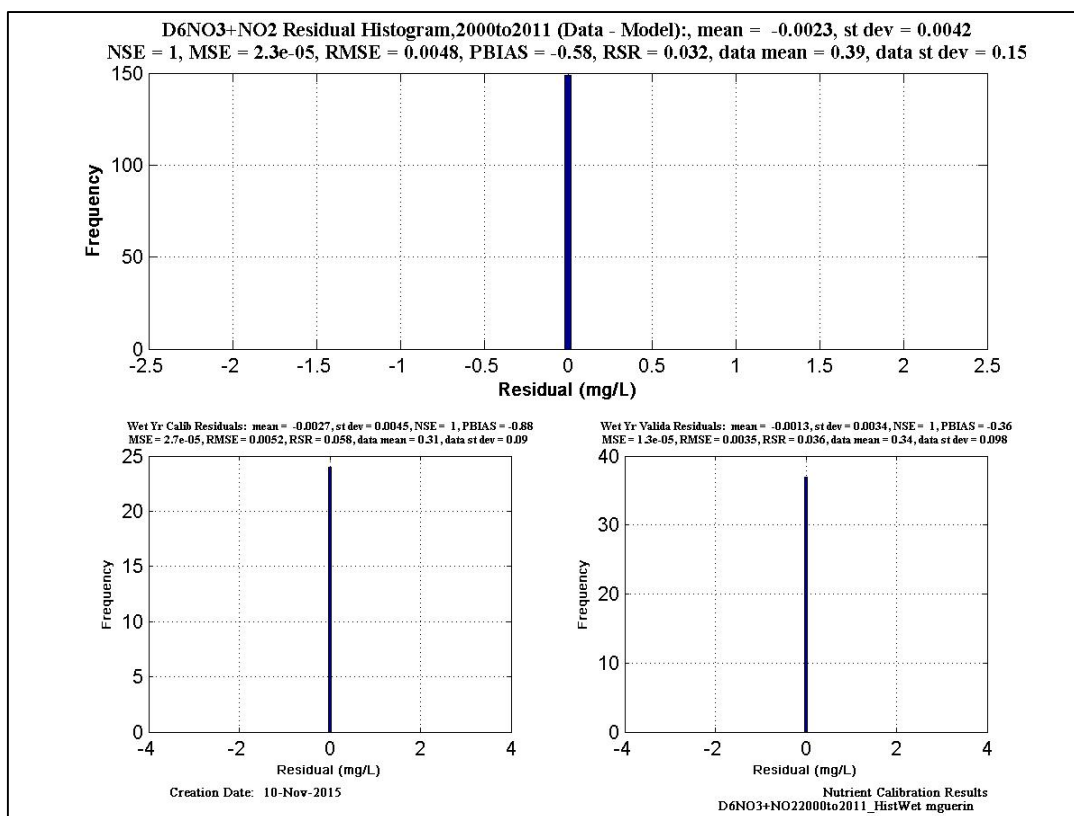 D6NO3+NO2 Residual Histogram,2000to2011 (Data - Model):, mean = -0.0023, st dev = 0.0042
NSE = 1, MSE = 2.3e-05, RMSE = 0.0048, PBIAS = -0.58, RSR = 0.032, data mean = 0.39, data st dev = 0.15
150
100
50
0
Frequency
-2.5 -2 -1.5 -1 -0.5 0 0.5 1 1.5 2 2.5
Residual (mg/L)
Wet Yr Calib Residuals: mean = -0.0027, st dev = 0.0045, NSE = 1, PBIAS = -0.88
MSE = 2.7e-05, RMSE = 0.0052, RSR = 0.058, data mean = 0.31, data st dev = 0.09
25
20
15
10
5
0
Frequency
-4 -2 0 2 4
Residual (mg/L)
Wet Yr Valida Residuals: mean = -0.0013, st dev = 0.0034, NSE = 1, PBIAS = -0.36
MSE = 1.3e-05, RMSE = 0.0035, RSR = 0.036, data mean = 0.34, data st dev = 0.098
40
30
20
10
0
Frequency
-4 -2 0 2 4
Residual (mg/L)
Creation Date: 10-Nov-2015
Nutrient Calibration Results
D6NO3+NO22000to2011_HistWet mguerin